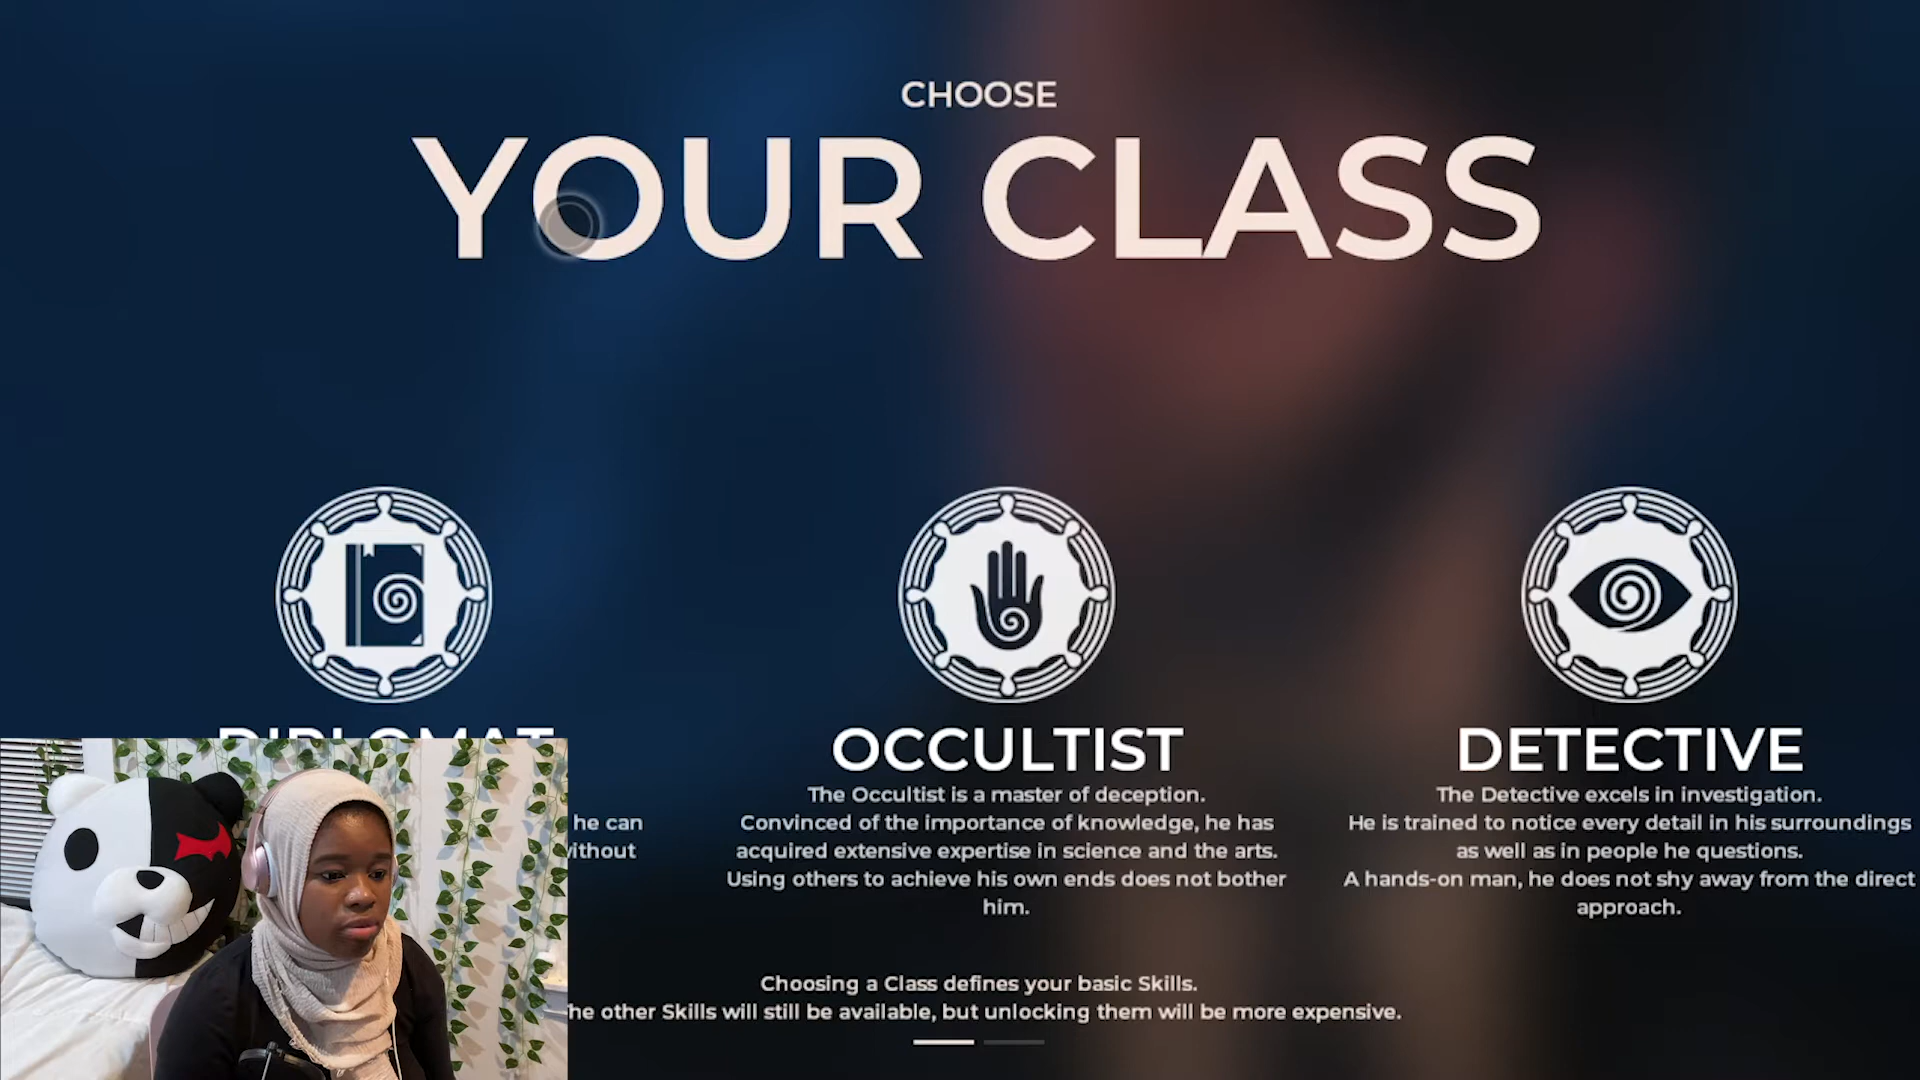 CHOOSE
YOUR CLASS
DIPLOMAT
he can
OCCULTIST
The Occultist is a master of deception.
Convinced of the importance of knowledge, he has
acquired extensive expertise in science and the arts.
Using others to achieve his own ends does not bother
him.
DETECTIVE
The Detective excels in investigation.
He is trained to notice every detail in his surroundings
as well as in people he questions.
A hands-on man, he does not shy away from the direct
approach.
Choosing a Class defines your basic Skills.
other Skills will still be available, but unlocking them will be more expensive.